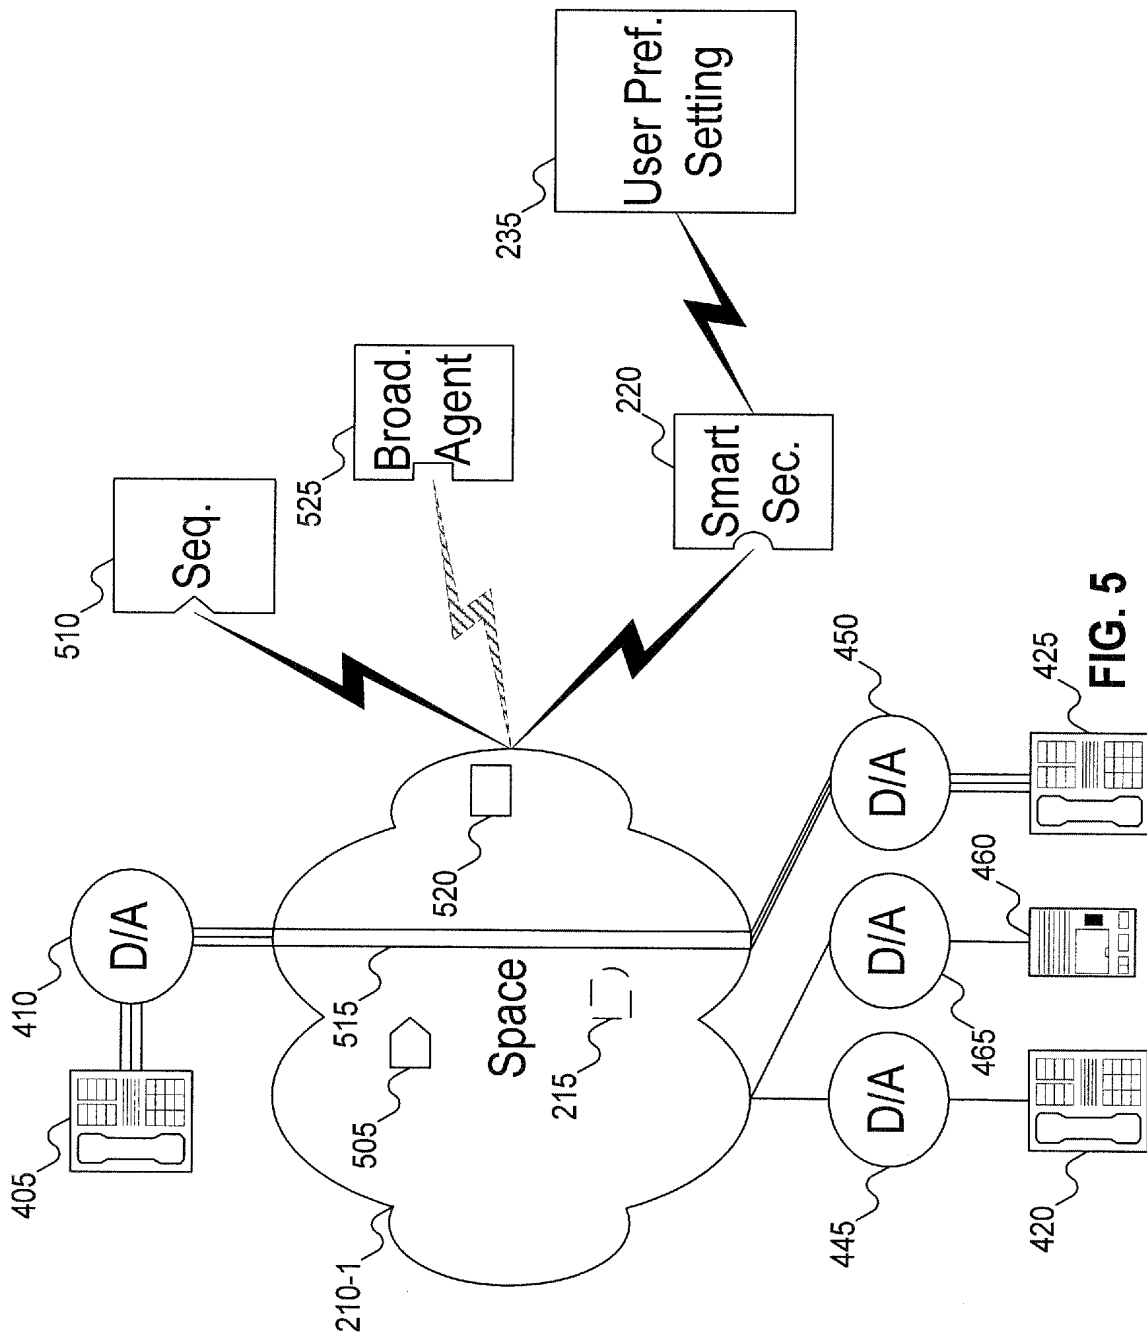 405
410
D/A
510
Seq.
525
Broad.
Agent
235
User Pref.
Setting
220
Smart
Sec.
210-1
505
515
520
Space
215
445
D/A
465
D/A
450
D/A
420
460
425
FIG. 5